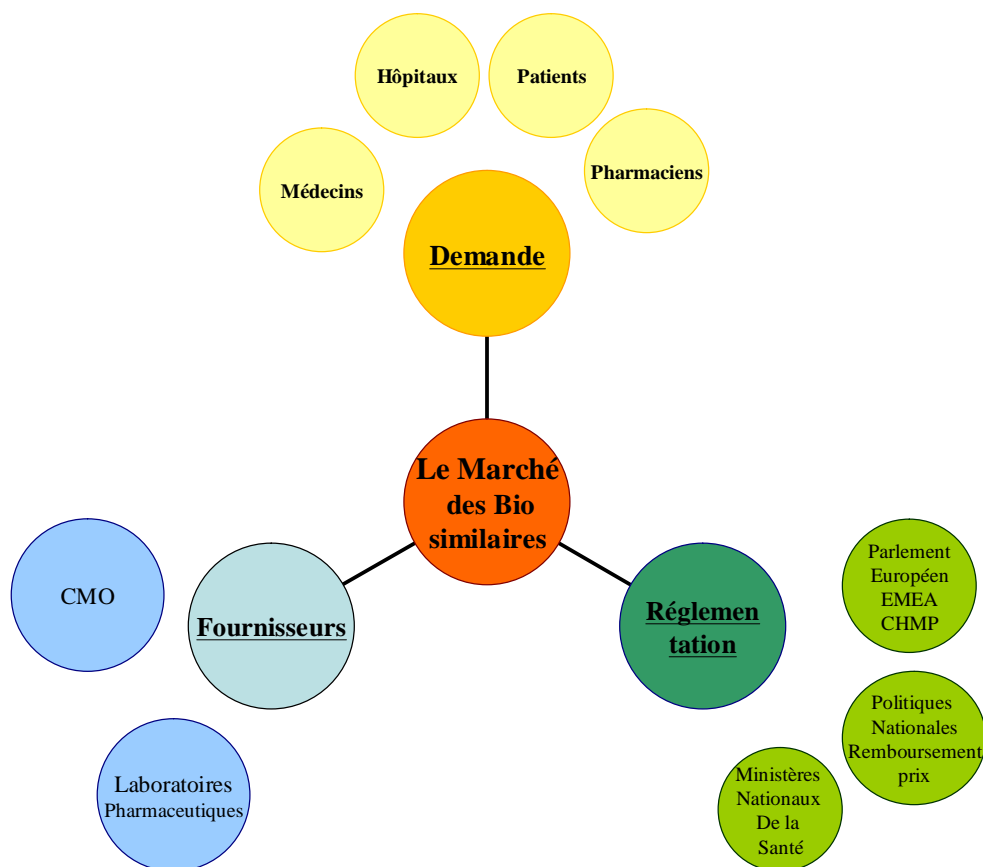 Hôpitaux
Patients
Médecins
Pharmaciens
Demande
Le Marché
des Bio
similaires
CMO
Fournisseurs
Laboratoires
Pharmaceutiques
Réglemen
tation
Parlement
Européen
EMEA
CHMP
Politiques
Nationales
Remboursement/
prix
Ministères
Nationaux
De la
Santé